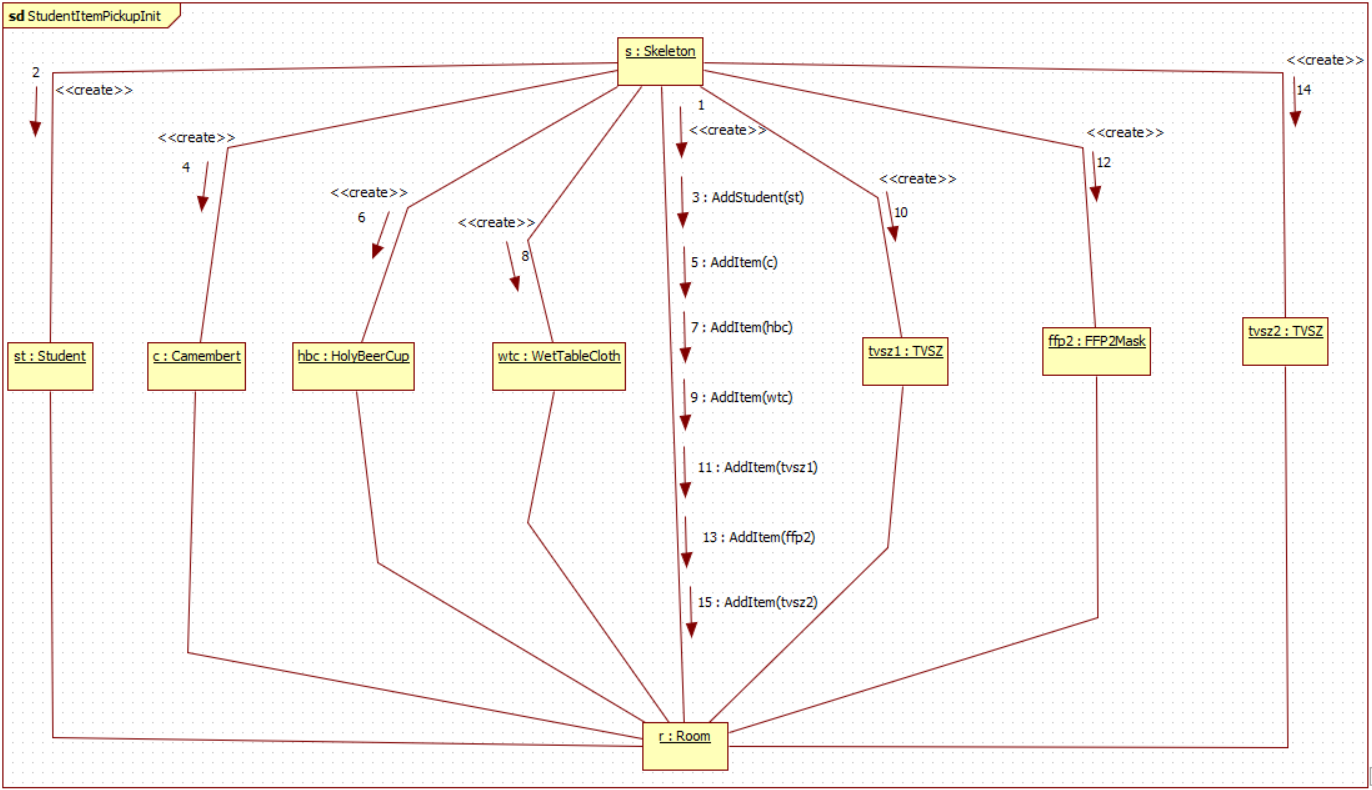 sd StudentItemPickupInit
s : Skeleton
<<create>>
2
<<create>>
14
1
<<create>>
<<create>>
4
<<create>>
12
<<create>>
6
3 : AddStudent(st)
<<create>>
10
<<create>>
8
5 : AddItem(c)
7 : AddItem(hbc)
st : Student
c : Camembert
hbc : HolyBeerCup
wtc : WetTableCloth
tvsz1 : TVSZ
ffp2 : FFP2Mask
tvsz2 : TVSZ
9 : AddItem(wtc)
11 : AddItem(tvsz1)
13 : AddItem(ffp2)
15 : AddItem(tvsz2)
r : Room